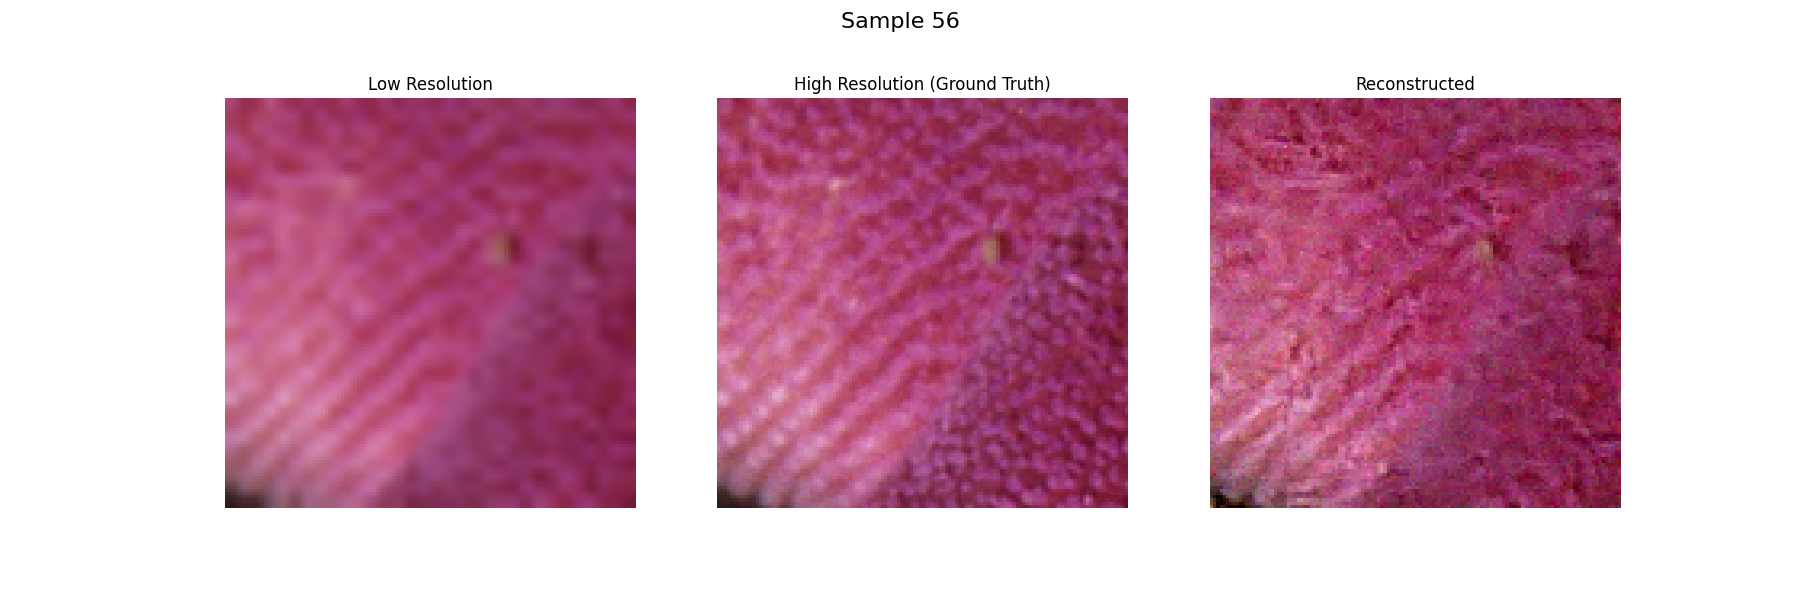 Sample 56
Low Resolution
High Resolution (Ground Truth)
Reconstructed